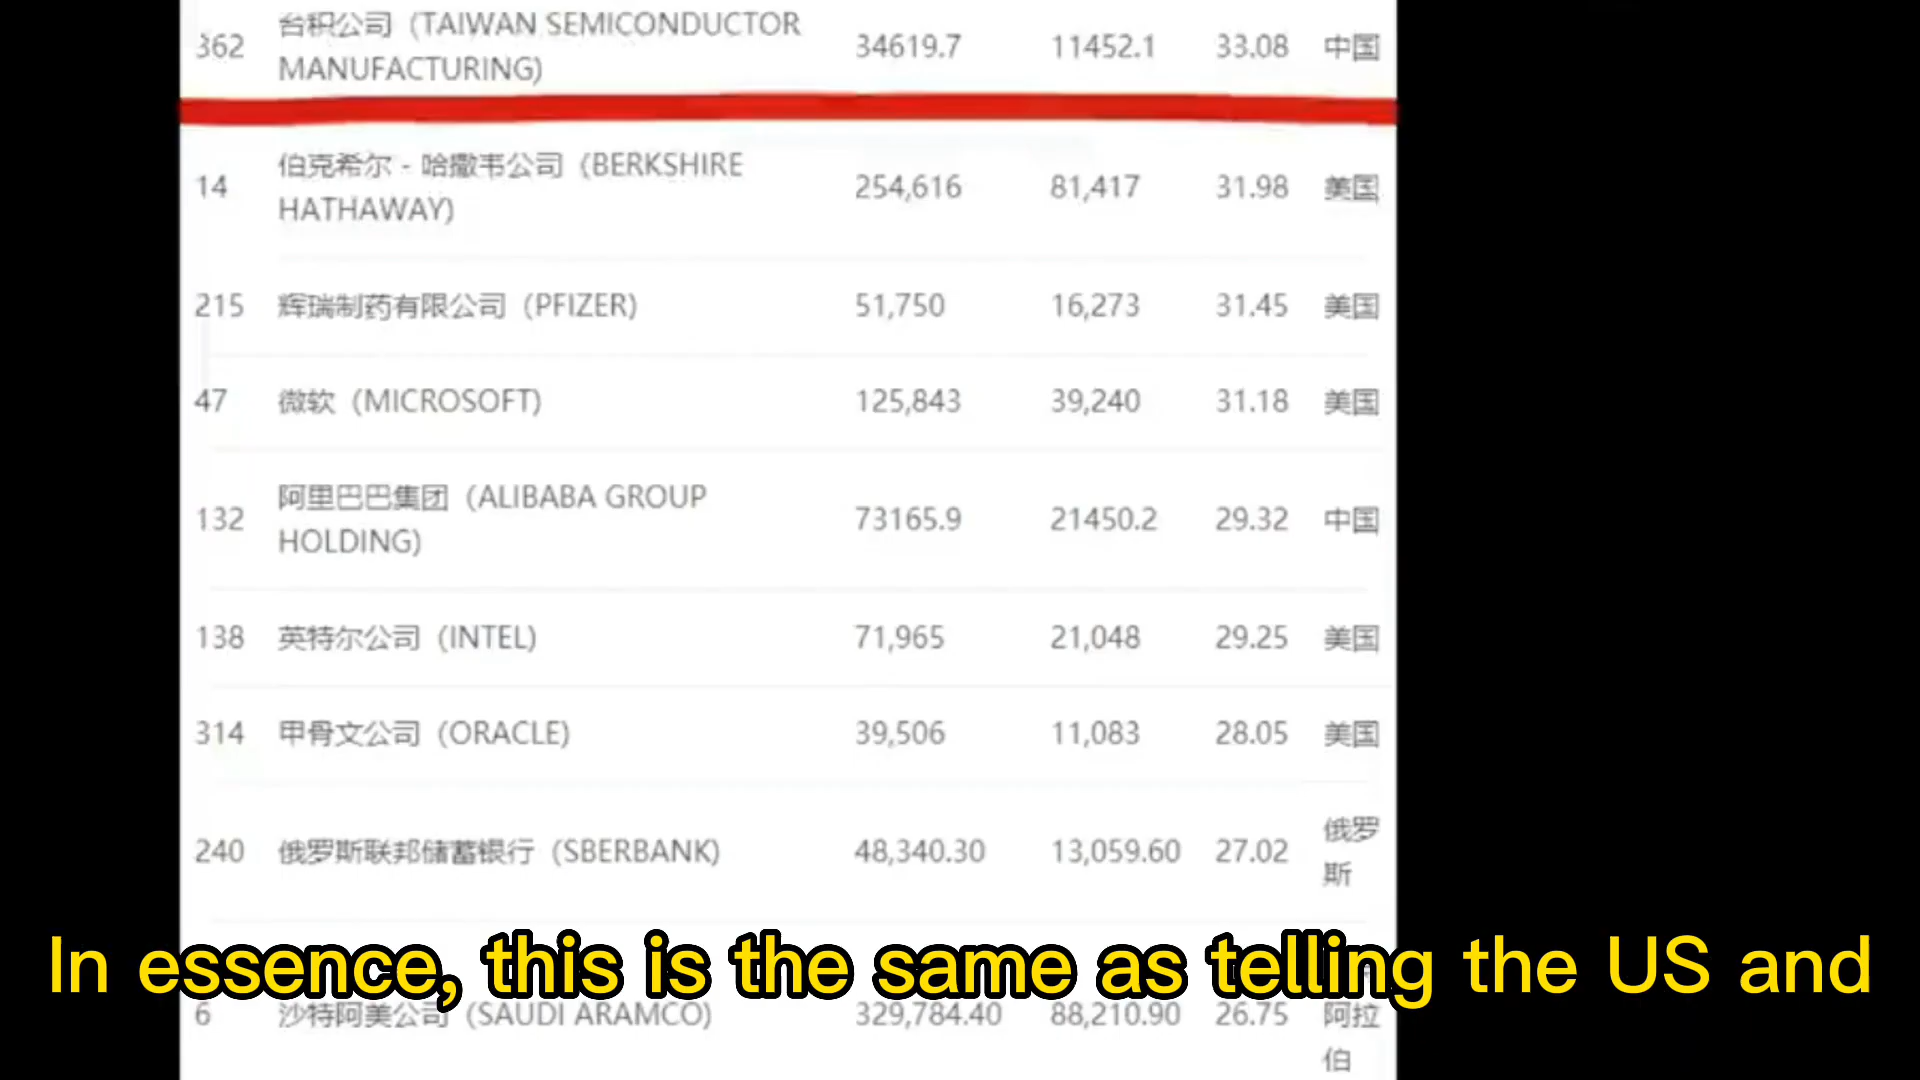 362 台积公司（TAIWAN SEMICONDUCTOR MANUFACTURING) 34619.7 11452.1 33.08 中国
14 伯克希尔 - 哈撒韦公司（BERKSHIRE HATHAWAY) 254,616 81,417 31.98 美国
215 辉瑞制药有限公司（PFIZER) 51,750 16,273 31.45 美国
47 微软（MICROSOFT) 125,843 39,240 31.18 美国
132 阿里巴巴集团（ALIBABA GROUP HOLDING) 73165.9 21450.2 29.32 中国
138 英特尔公司（INTEL) 71,965 21,048 29.25 美国
314 甲骨文公司（ORACLE) 39,506 11,083 28.05 美国
240 俄罗斯联邦储蓄银行（SBERBANK) 48,340.30 13,059.60 27.02 俄罗斯
6 沙特阿美公司（SAUDI ARAMCO) 329,784.40 88,210.90 26.75 阿拉伯
In essence, this is the same as telling the US and